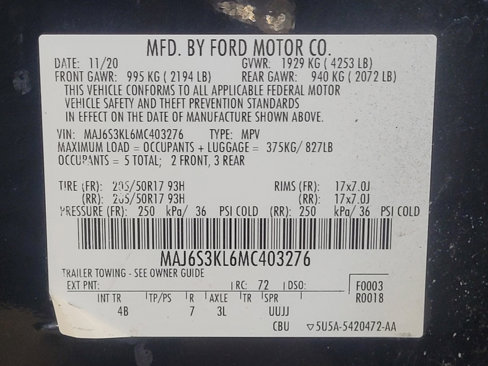 MFD. BY FORD MOTOR CO.
DATE: 11/20 GVWR: 1929 KG ( 4253 LB)
FRONT GAWR: 995 KG ( 2194 LB) REAR GAWR: 940 KG ( 2072 LB)
THIS VEHICLE CONFORMS TO ALL APPLICABLE FEDERAL MOTOR
VEHICLE SAFETY AND THEFT PREVENTION STANDARDS
IN EFFECT ON THE DATE OF MANUFACTURE SHOWN ABOVE.
VIN: MAJ6S3KL6MC403276 TYPE: MPV
MAXIMUM LOAD = OCCUPANTS + LUGGAGE = 375KG/ 827LB
OCCUPANTS = 5 TOTAL; 2 FRONT, 3 REAR
TIRE (FR): 205/50R17 93H RIMS (FR): 17x7.0J
(RR): 205/50R17 93H (RR): 17x7.0J
PRESSURE (FR): 250 kPa/ 36 PSI COLD (RR): 250 kPa/ 36 PSI COLD
MAJ6S3KL6MC403276
TRAILER TOWING - SEE OWNER GUIDE
EXT PNT: RC: 72 DSO: F0003
INT TR TP/PS R AXLE TR SPR R0018
4B 7 3L UUJJ
CBU ▽5U5A-5420472-AA